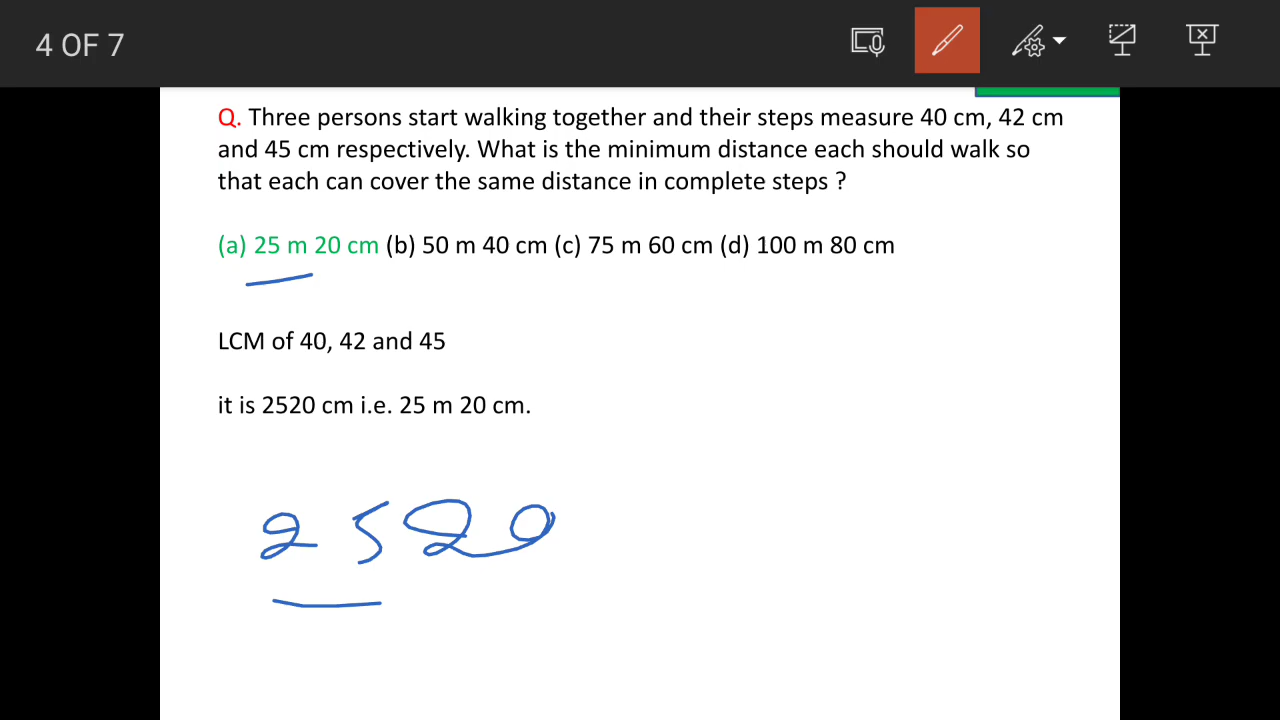 4 OF 7
Q. Three persons start walking together and their steps measure 40 cm, 42 cm
and 45 cm respectively. What is the minimum distance each should walk so
that each can cover the same distance in complete steps ?
(a) 25 m 20 cm (b) 50 m 40 cm (c) 75 m 60 cm (d) 100 m 80 cm
LCM of 40, 42 and 45
it is 2520 cm i.e. 25 m 20 cm.
2520